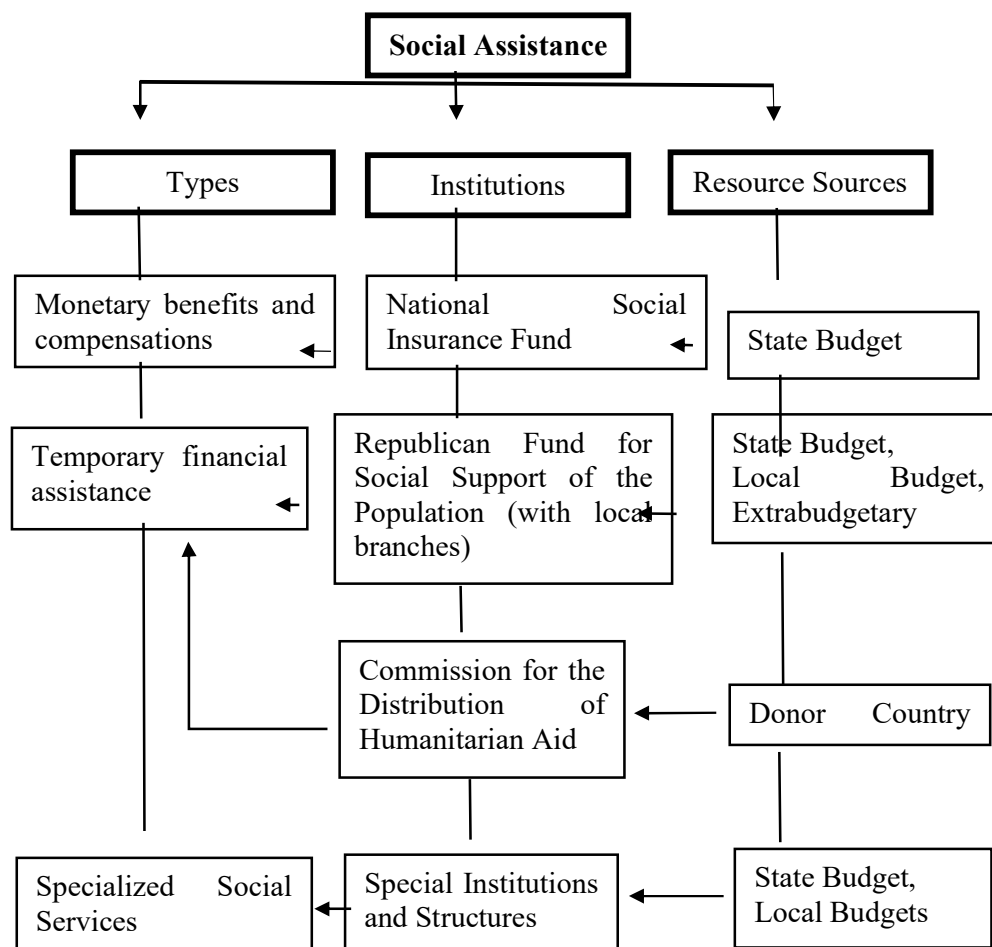 Social Assistance
Types
Institutions
Resource Sources
Monetary benefits and
compensations
National Social
Insurance Fund
State Budget
Temporary financial
assistance
Republican Fund for
Social Support of the
Population (with local
branches)
State Budget,
Local Budget,
Extrabudgetary
Commission for the
Distribution of
Humanitarian Aid
Donor Country
Specialized Social
Services
Special Institutions
and Structures
State Budget,
Local Budgets